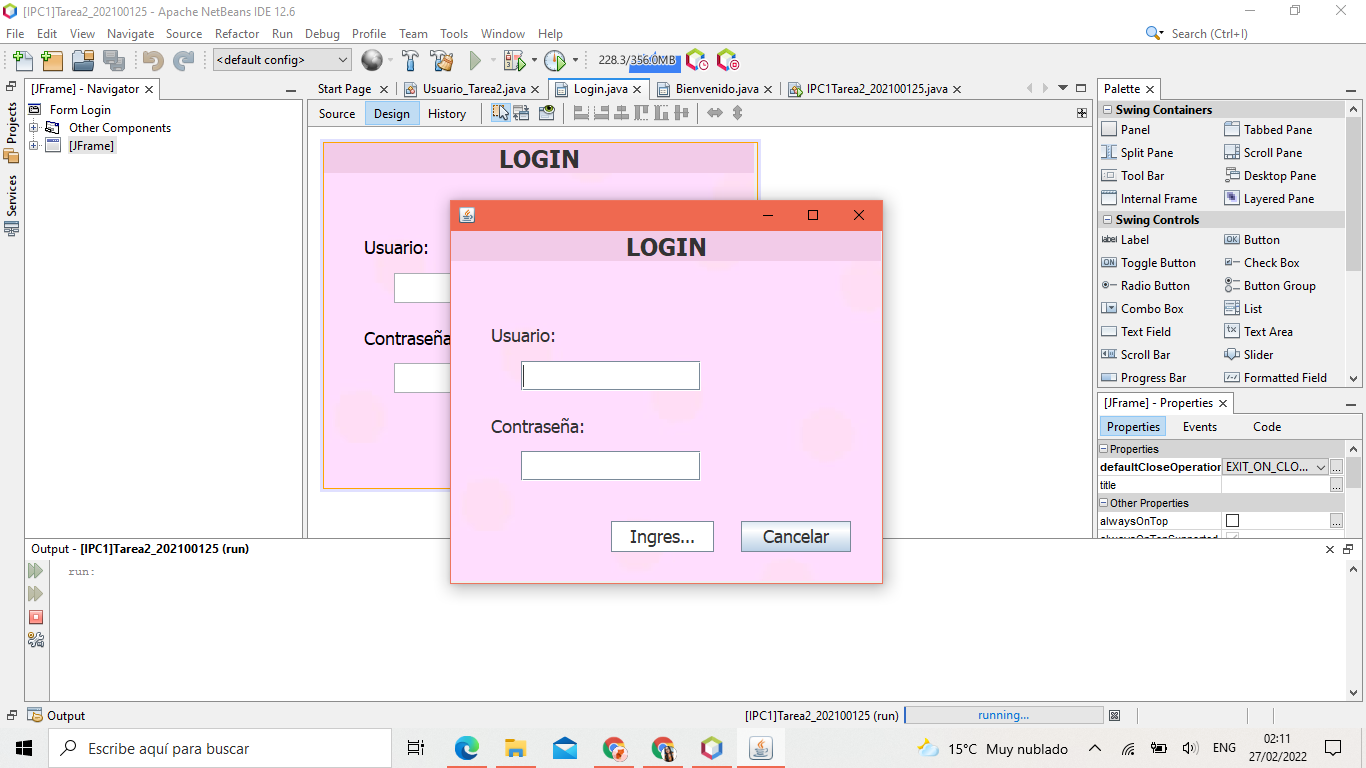 [IPC1]Tarea2_202100125 - Apache NetBeans IDE 12.6
File Edit View Navigate Source Refactor Run Debug Profile Team Tools Window Help
Search (Ctrl+I)
<default config>
228.3/356.0MB
[JFrame] - Navigator
Start Page
Usuario_Tarea2.java
Login.java
Bienvenido.java
IPC1Tarea2_202100125.java
Palette
Projects
Services
Form Login
Other Components
[JFrame]
Source Design History
Swing Containers
Panel Tabbed Pane
Split Pane Scroll Pane
Tool Bar Desktop Pane
Internal Frame Layered Pane
Swing Controls
Label Button
Toggle Button Check Box
Radio Button Button Group
Combo Box List
Text Field Text Area
Scroll Bar Slider
Progress Bar Formatted Field
LOGIN
Usuario:
Contraseña
LOGIN
Usuario:
Contraseña:
Ingres...
Cancelar
[JFrame] - Properties
Properties Events Code
Properties
defaultCloseOperation EXIT_ON_CLO...
title
Other Properties
alwaysOnTop
alwaysOnTopSupported
Output - [IPC1]Tarea2_202100125 (run)
run:
Output
[IPC1]Tarea2_202100125 (run)
running...
Escribe aquí para buscar
15°C Muy nublado
ENG
02:11
27/02/2022